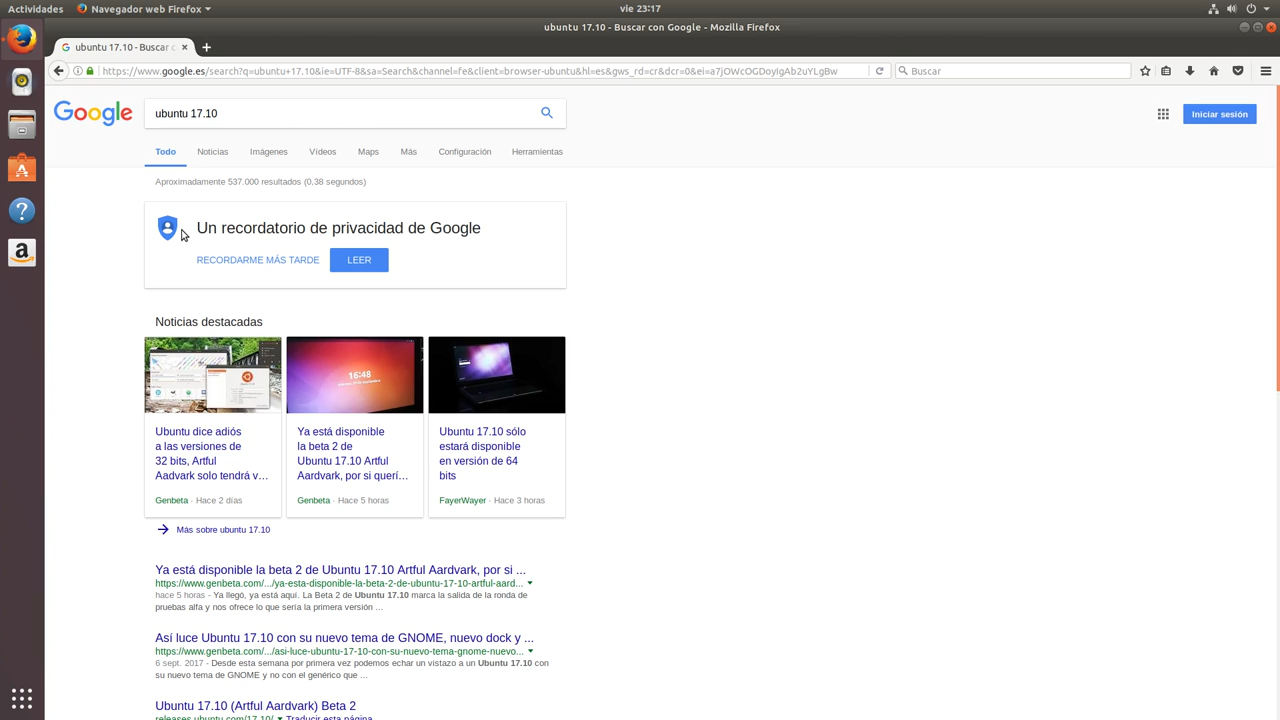 Actividades
Navegador web Firefox
vie 23:17
ubuntu 17.10 - Buscar con Google - Mozilla Firefox
ubuntu 17.10 - Buscar c
https://www.google.es/search?q=ubuntu+17.10&ie=UTF-8&sa=Search&channel=fe&client=browser-ubuntu&hl=es&gws_rd=cr&dcr=0&ei=a7jOWcOGDoyIgAb2uYLgBw
Buscar
Google
ubuntu 17.10
Iniciar sesión
Todo
Noticias
Imágenes
Vídeos
Maps
Más
Configuración
Herramientas
Aproximadamente 537.000 resultados (0,38 segundos)
Un recordatorio de privacidad de Google
RECORDARME MÁS TARDE
LEER
Noticias destacadas
16:48
Ubuntu dice adiós
a las versiones de
32 bits, Artful
Aadvark solo tendrá v…
Genbeta · Hace 2 días
Ya está disponible
la beta 2 de
Ubuntu 17.10 Artful
Aardvark, por si querí…
Genbeta · Hace 5 horas
Ubuntu 17.10 sólo
estará disponible
en versión de 64
bits
FayerWayer · Hace 3 horas
Más sobre ubuntu 17.10
Ya está disponible la beta 2 de Ubuntu 17.10 Artful Aardvark, por si ...
https://www.genbeta.com/.../ya-esta-disponible-la-beta-2-de-ubuntu-17-10-artful-aard...
hace 5 horas - Ya llegó, ya está aquí. La Beta 2 de Ubuntu 17.10 marca la salida de la ronda de
pruebas alfa y nos ofrece lo que sería la primera versión ...
Así luce Ubuntu 17.10 con su nuevo tema de GNOME, nuevo dock y ...
https://www.genbeta.com/.../asi-luce-ubuntu-17-10-con-su-nuevo-tema-gnome-nuevo...
6 sept. 2017 - Desde esta semana por primera vez podemos echar un vistazo a un Ubuntu 17.10 con
su nuevo tema de GNOME y no con el genérico que ...
Ubuntu 17.10 (Artful Aardvark) Beta 2
releases.ubuntu.com/17.10/ Traducir esta página